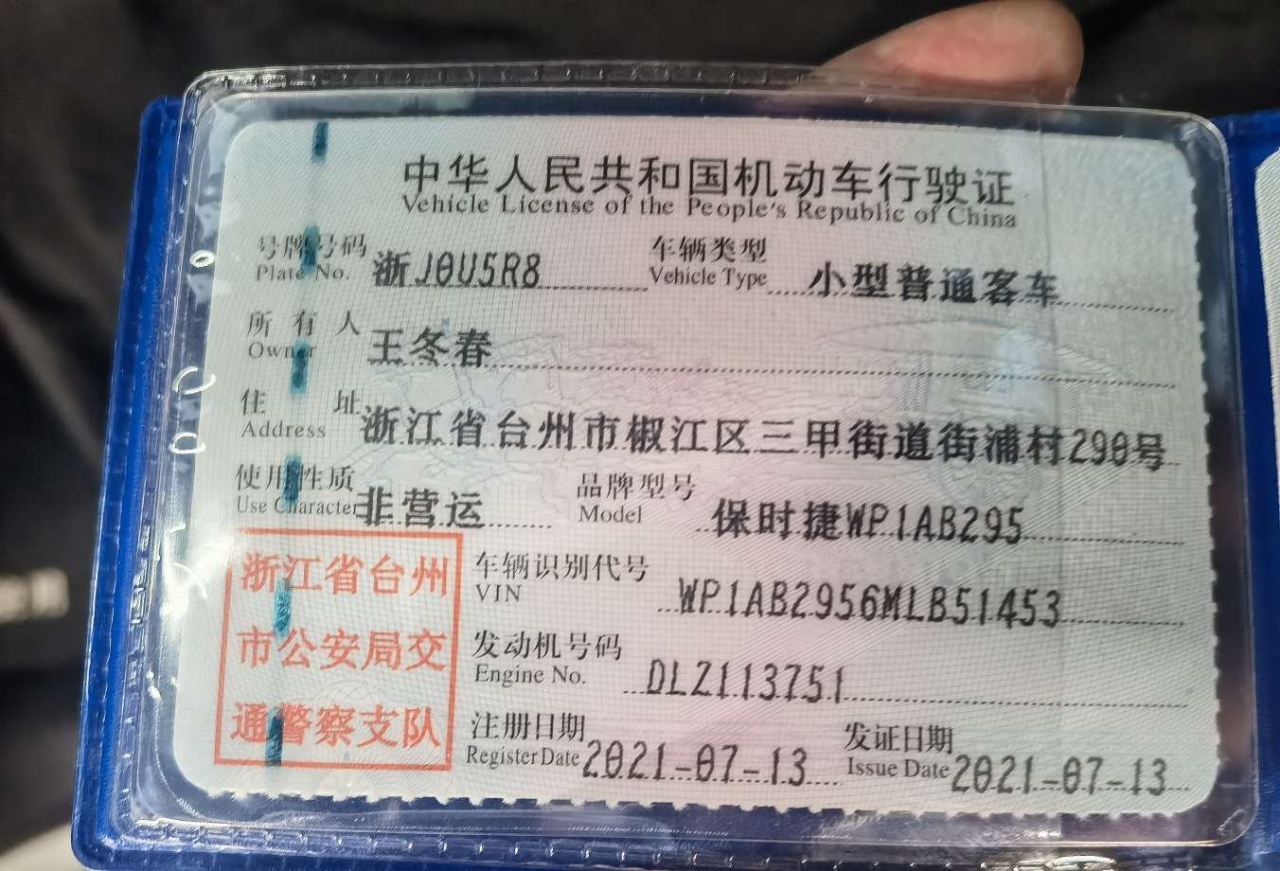 中华人民共和国机动车行驶证
Vehicle License of the People's Republic of China
号牌号码 浙J0U5R8 车辆类型 小型普通客车
Plate No. Vehicle Type
所有人 王冬春
Owner
住址 浙江省台州市椒江区三甲街道街浦村290号
Address
使用性质 非营运 品牌型号 保时捷WP1AB295
Use Character Model
浙江省台州
市公安局交
通警察支队
车辆识别代号 WP1AB2956MLB51453
VIN
发动机号码 DLZ113751
Engine No.
注册日期 2021-07-13 发证日期 2021-07-13
Register Date Issue Date